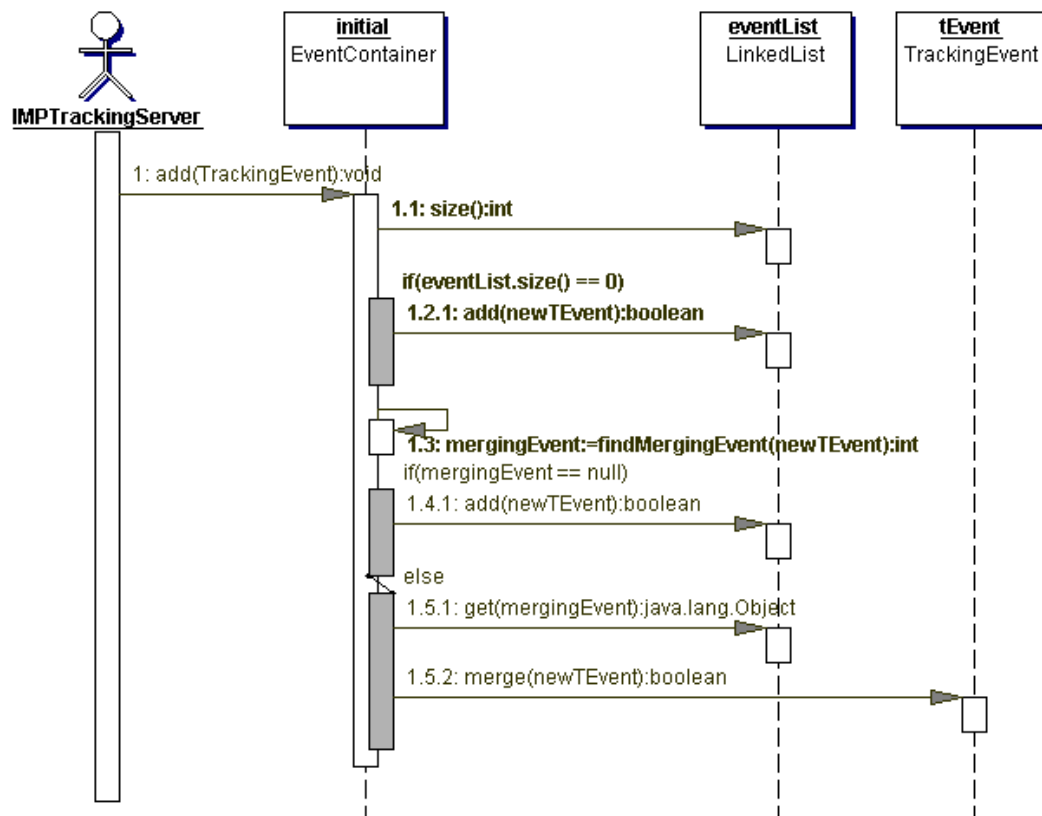 initial
EventContainer
eventList
LinkedList
tEvent
TrackingEvent
IMPTrackingServer
1: add(TrackingEvent):void
1.1: size():int
if(eventList.size() == 0)
1.2.1: add(newTEvent):boolean
1.3: mergingEvent:=findMergingEvent(newTEvent):int
if(mergingEvent == null)
1.4.1: add(newTEvent):boolean
else
1.5.1: get(mergingEvent):java.lang.Object
1.5.2: merge(newTEvent):boolean